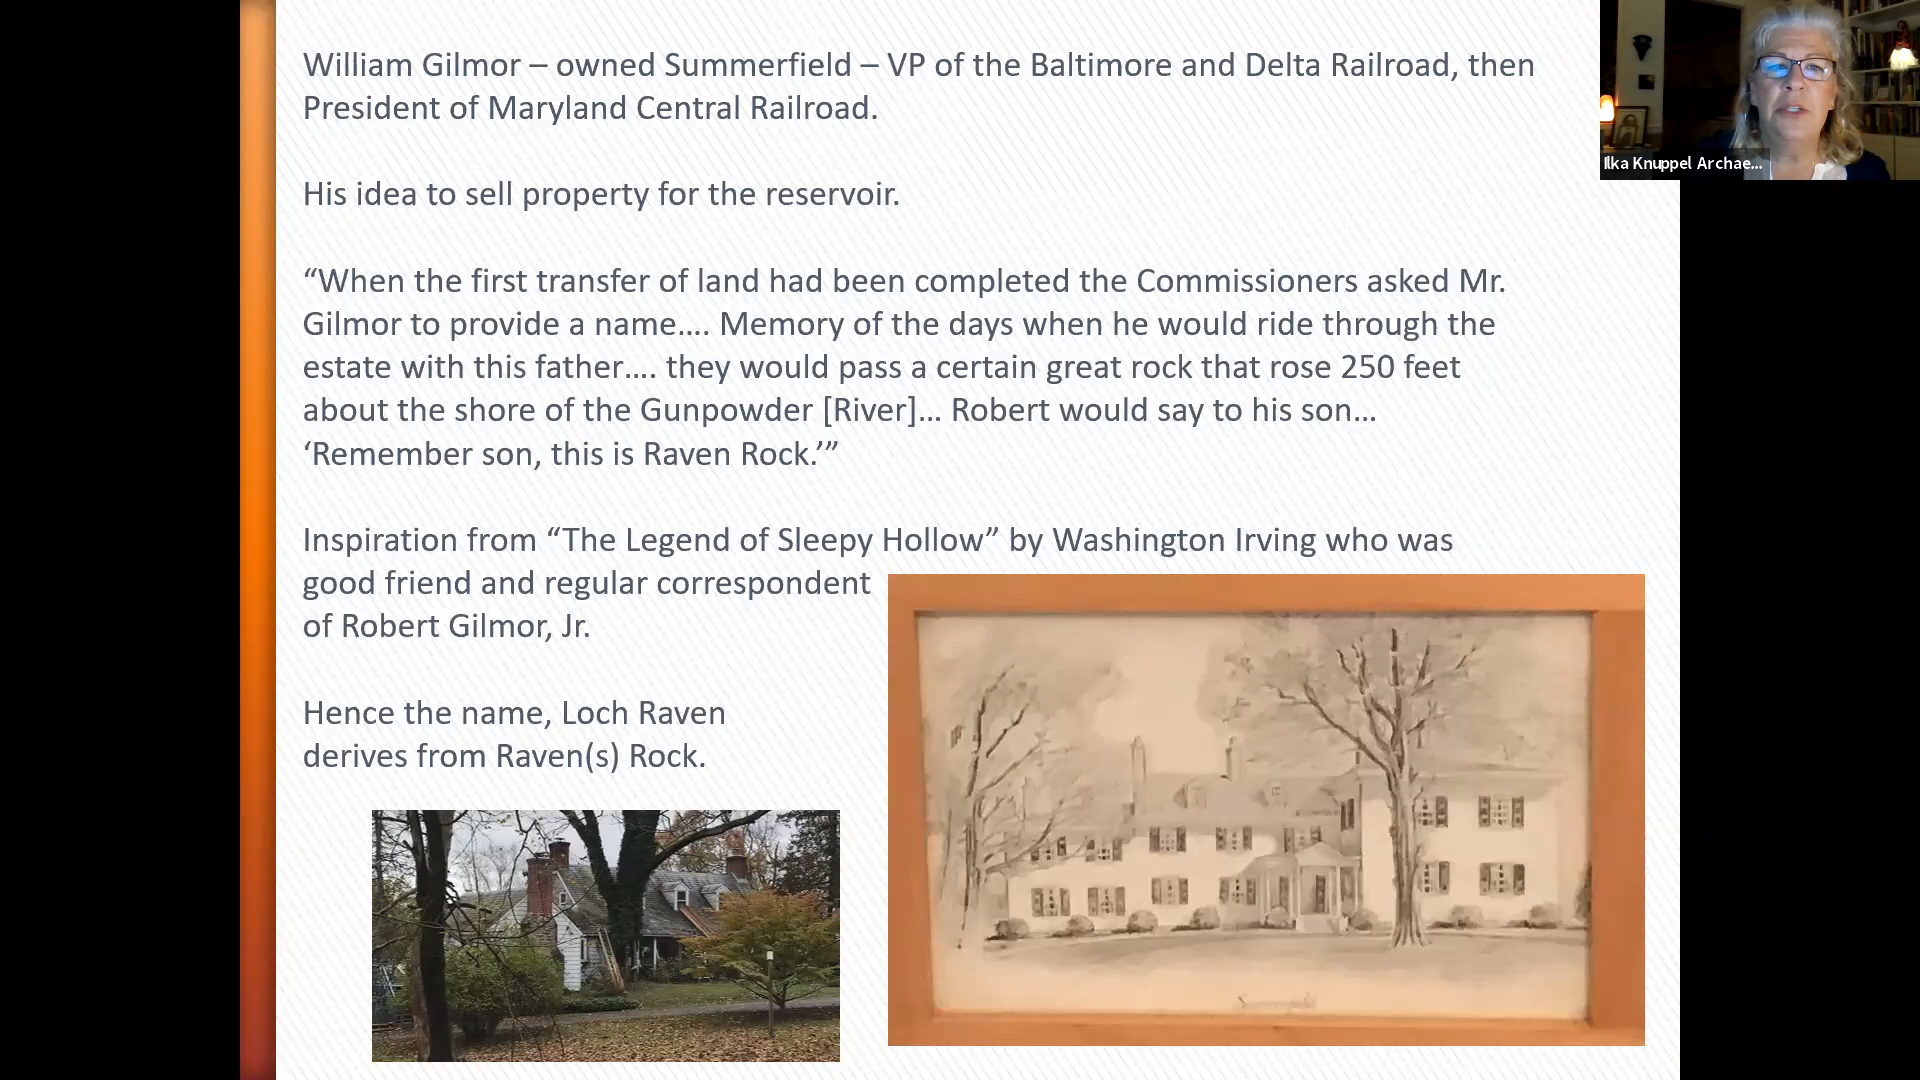 William Gilmor – owned Summerfield – VP of the Baltimore and Delta Railroad, then
President of Maryland Central Railroad.
His idea to sell property for the reservoir.
“When the first transfer of land had been completed the Commissioners asked Mr.
Gilmor to provide a name…. Memory of the days when he would ride through the
estate with this father…. they would pass a certain great rock that rose 250 feet
about the shore of the Gunpowder [River]… Robert would say to his son…
‘Remember son, this is Raven Rock.’”
Inspiration from “The Legend of Sleepy Hollow” by Washington Irving who was
good friend and regular correspondent
of Robert Gilmor, Jr.
Hence the name, Loch Raven
derives from Raven(s) Rock.
Ilka Knuppel Archae...